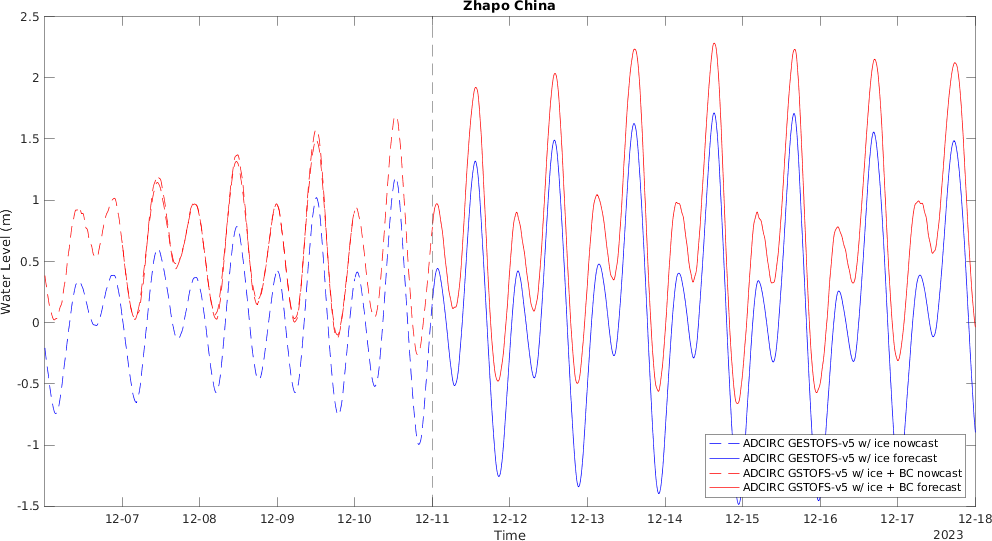 Zhapo China
2.5
2
1.5
1
0.5
0
-0.5
-1
-1.5
Water Level (m)
ADCIRC GESTOFS-v5 w/ ice nowcast
ADCIRC GESTOFS-v5 w/ ice forecast
ADCIRC GSTOFS-v5 w/ ice + BC nowcast
ADCIRC GSTOFS-v5 w/ ice + BC forecast
12-07 12-08 12-09 12-10 12-11 12-12 12-13 12-14 12-15 12-16 12-17 12-18
Time
2023